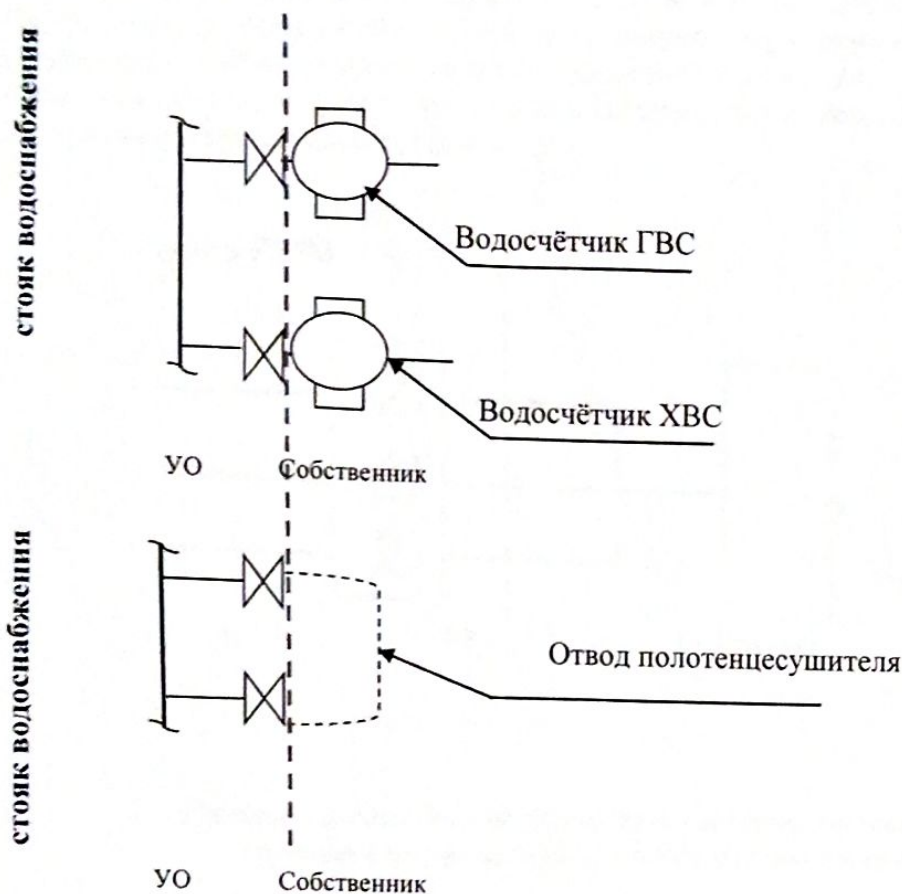 стояк водоснабжения
Водосчётчик ГВС
Водосчётчик ХВС
УО Собственник
стояк водоснабжения
Отвод полотенцесушителя
УО Собственник